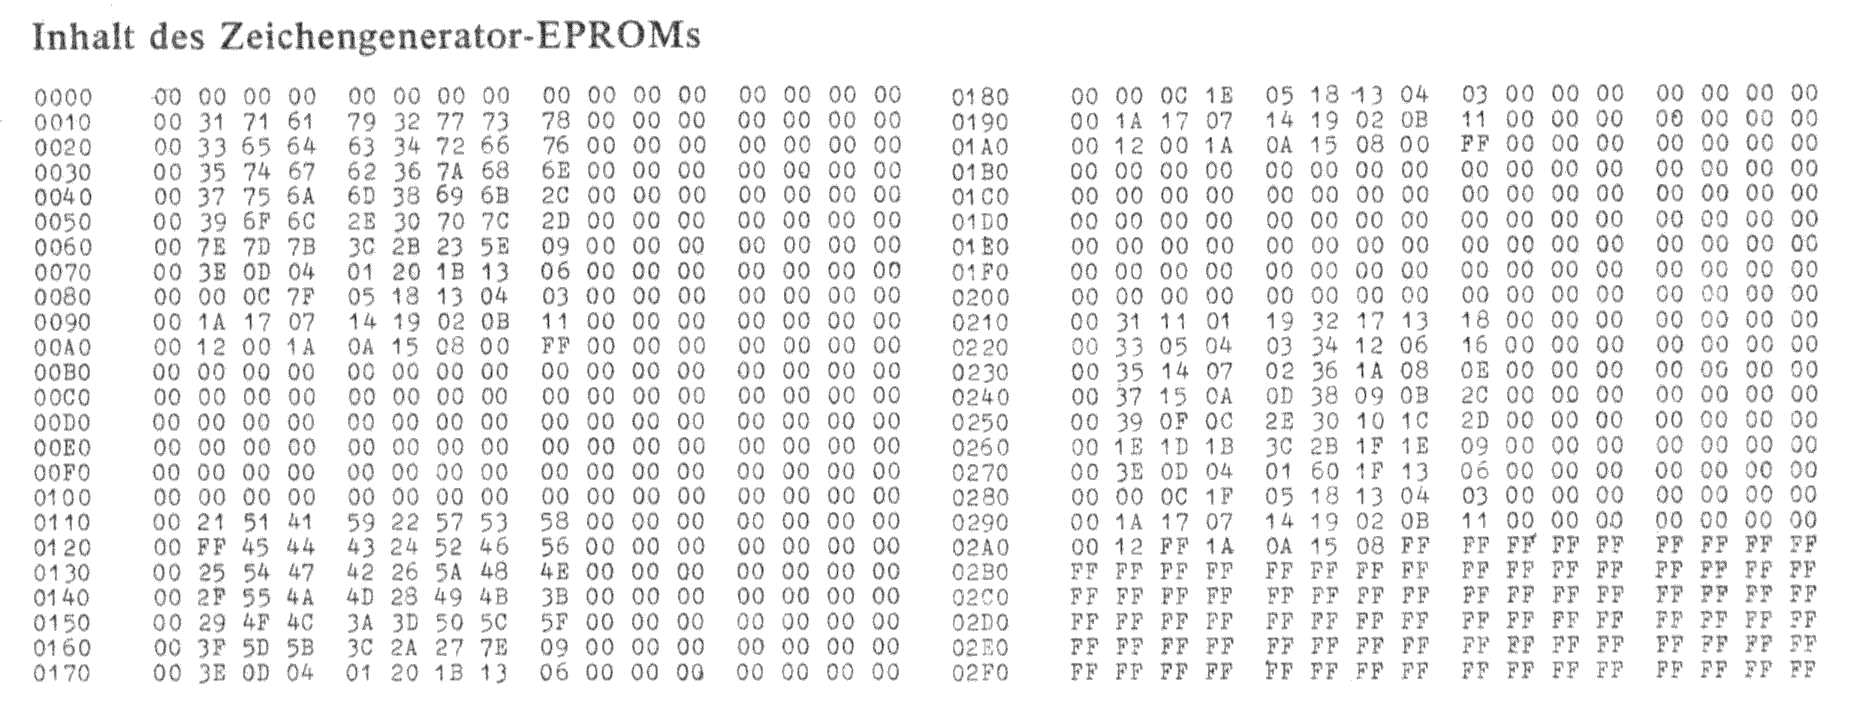 Inhalt des Zeichengenerator-EPROMs
0000 00 00 00 00 00 00 00 00 00 00 00 00 00 00 00 00
0010 00 31 71 61 79 32 77 73 78 00 00 00 00 00 00 00
0020 00 33 65 64 63 34 72 66 76 00 00 00 00 00 00 00
0030 00 35 74 67 62 36 7A 68 6E 00 00 00 00 00 00 00
0040 00 37 75 6A 6D 38 69 6B 2C 00 00 00 00 00 00 00
0050 00 39 6F 6C 2E 30 70 7C 2D 00 00 00 00 00 00 00
0060 00 7E 7D 7B 3C 2B 23 5E 09 00 00 00 00 00 00 00
0070 00 3E 0D 04 01 20 1B 13 06 00 00 00 00 00 00 00
0080 00 00 0C 7F 05 18 13 04 03 00 00 00 00 00 00 00
0090 00 1A 17 07 14 19 02 0B 11 00 00 00 00 00 00 00
00A0 00 12 00 1A 0A 15 08 00 FF 00 00 00 00 00 00 00
00B0 00 00 00 00 00 00 00 00 00 00 00 00 00 00 00 00
00C0 00 00 00 00 00 00 00 00 00 00 00 00 00 00 00 00
00D0 00 00 00 00 00 00 00 00 00 00 00 00 00 00 00 00
00E0 00 00 00 00 00 00 00 00 00 00 00 00 00 00 00 00
00F0 00 00 00 00 00 00 00 00 00 00 00 00 00 00 00 00
0100 00 00 00 00 00 00 00 00 00 00 00 00 00 00 00 00
0110 00 21 51 41 59 22 57 53 58 00 00 00 00 00 00 00
0120 00 FF 45 44 43 24 52 46 56 00 00 00 00 00 00 00
0130 00 25 54 47 42 26 5A 48 4E 00 00 00 00 00 00 00
0140 00 2F 55 4A 4D 28 49 4B 3B 00 00 00 00 00 00 00
0150 00 29 4F 4C 3A 3D 50 5C 5F 00 00 00 00 00 00 00
0160 00 3F 5D 5B 3C 2A 27 7E 09 00 00 00 00 00 00 00
0170 00 3E 0D 04 01 20 1B 13 06 00 00 00 00 00 00 00
0180 00 00 0C 1E 05 18 13 04 03 00 00 00 00 00 00 00
0190 00 1A 17 07 14 19 02 0B 11 00 00 00 00 00 00 00
01A0 00 12 00 1A 0A 15 08 00 FF 00 00 00 00 00 00 00
01B0 00 00 00 00 00 00 00 00 00 00 00 00 00 00 00 00
01C0 00 00 00 00 00 00 00 00 00 00 00 00 00 00 00 00
01D0 00 00 00 00 00 00 00 00 00 00 00 00 00 00 00 00
01E0 00 00 00 00 00 00 00 00 00 00 00 00 00 00 00 00
01F0 00 00 00 00 00 00 00 00 00 00 00 00 00 00 00 00
0200 00 00 00 00 00 00 00 00 00 00 00 00 00 00 00 00
0210 00 31 11 01 19 32 17 13 18 00 00 00 00 00 00 00
0220 00 33 05 04 03 34 12 06 16 00 00 00 00 00 00 00
0230 00 35 14 07 02 36 1A 08 0E 00 00 00 00 00 00 00
0240 00 37 15 0A 0D 38 09 0B 2C 00 00 00 00 00 00 00
0250 00 39 0F 0C 2E 30 10 1C 2D 00 00 00 00 00 00 00
0260 00 1E 1D 1B 3C 2B 1F 1E 09 00 00 00 00 00 00 00
0270 00 3E 0D 04 01 60 1F 13 06 00 00 00 00 00 00 00
0280 00 00 0C 1F 05 18 13 04 03 00 00 00 00 00 00 00
0290 00 1A 17 07 14 19 02 0B 11 00 00 00 00 00 00 00
02A0 00 12 FF 1A 0A 15 08 FF FF FF FF FF FF FF FF FF
02B0 FF FF FF FF FF FF FF FF FF FF FF FF FF FF FF FF
02C0 FF FF FF FF FF FF FF FF FF FF FF FF FF FF FF FF
02D0 FF FF FF FF FF FF FF FF FF FF FF FF FF FF FF FF
02E0 FF FF FF FF FF FF FF FF FF FF FF FF FF FF FF FF
02F0 FF FF FF FF FF FF FF FF FF FF FF FF FF FF FF FF